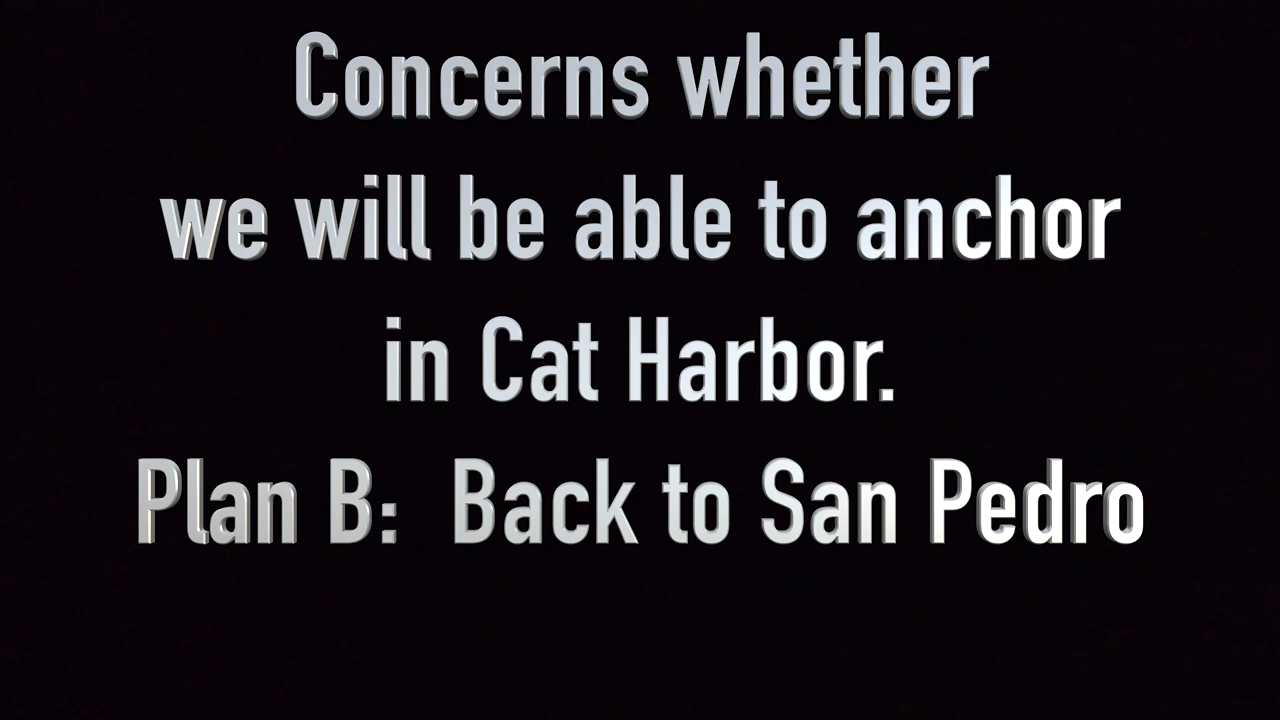 Concerns whether
we will be able to anchor
in Cat Harbor.
Plan B:  Back to San Pedro